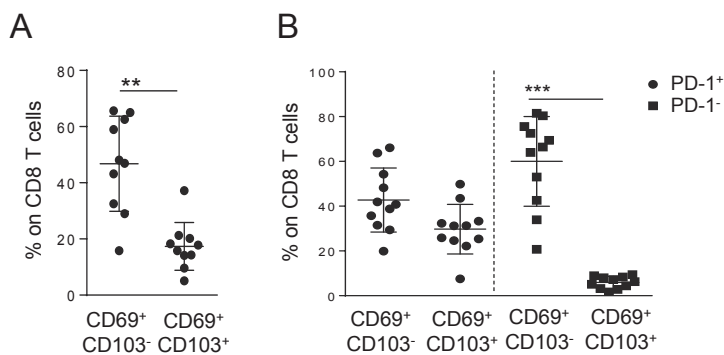 A
% on CD8 T cells
80
60
40
20
0
**
CD69⁺ CD69⁺
CD103⁻ CD103⁺
B
% on CD8 T cells
100
80
60
40
20
0
***
CD69⁺ CD69⁺ CD69⁺ CD69⁺
CD103⁻ CD103⁺ CD103⁻ CD103⁺
PD-1⁺
PD-1⁻